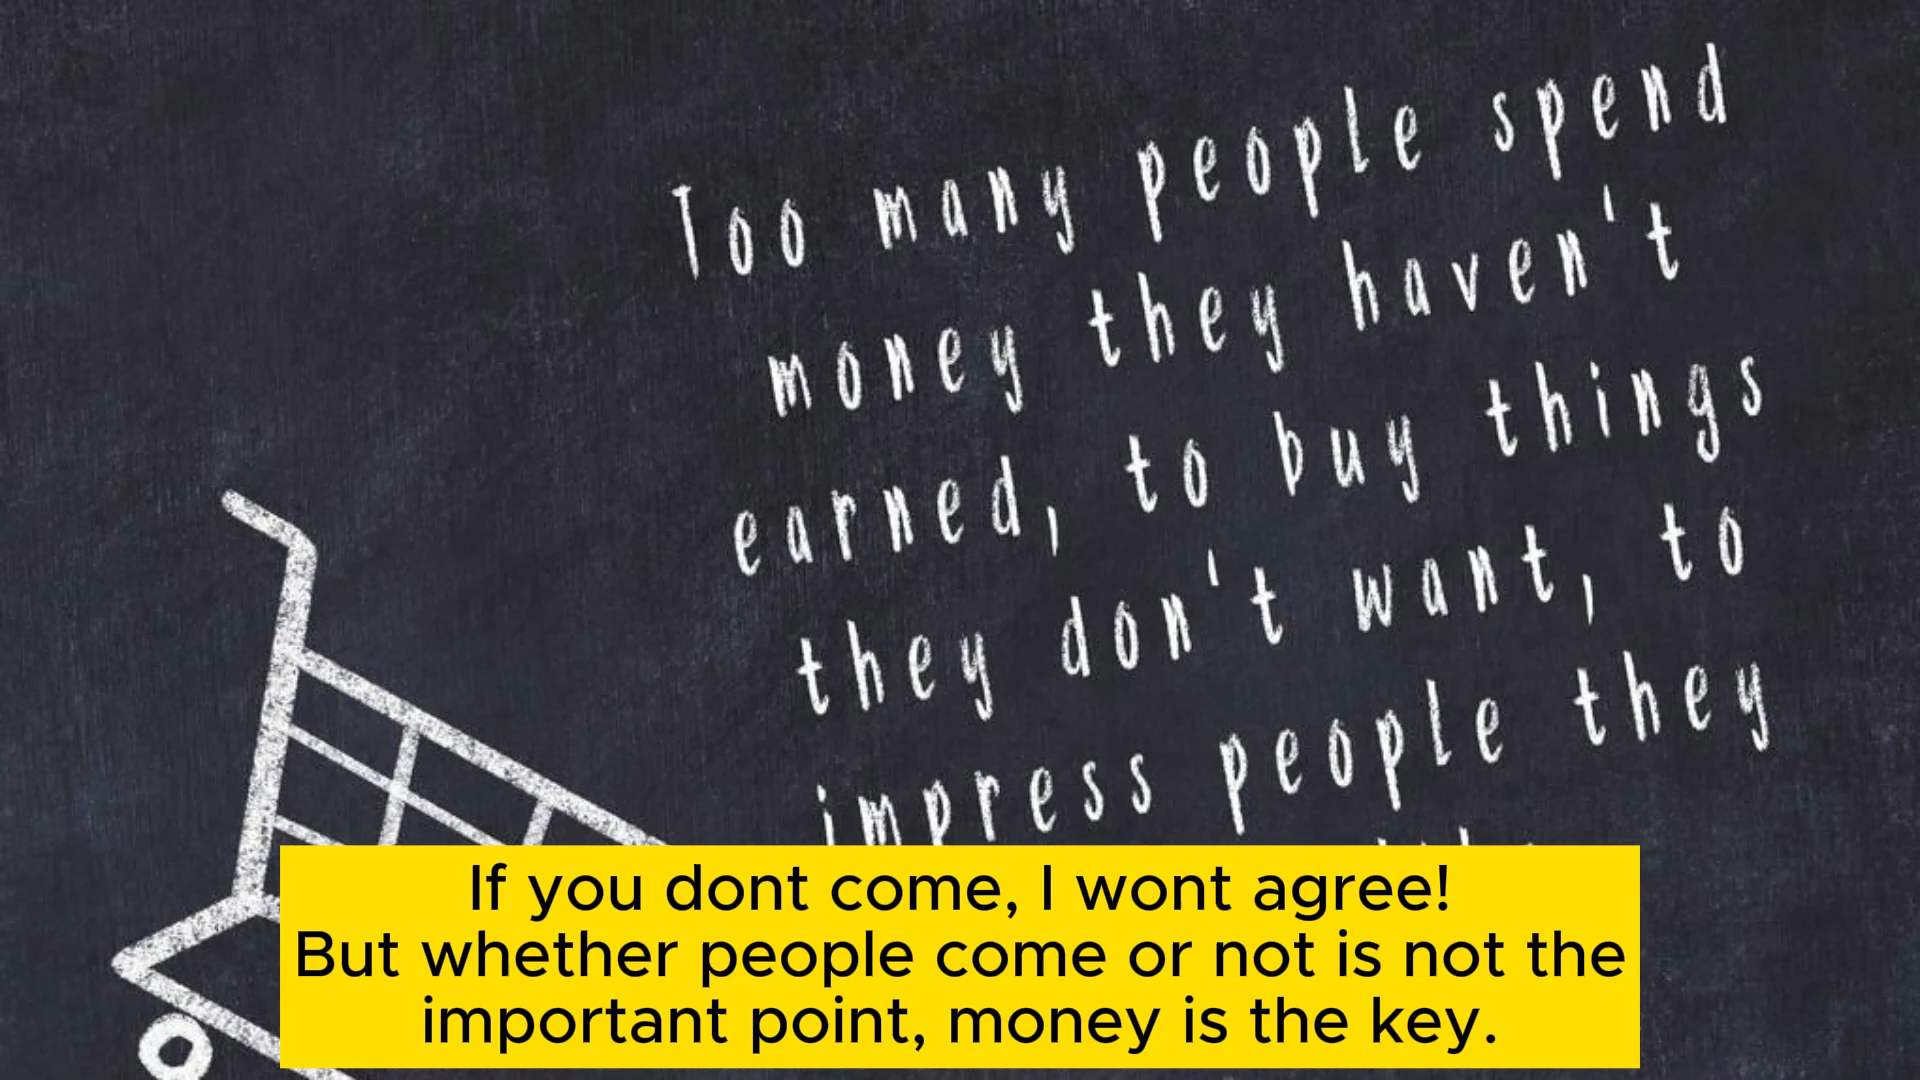 Too many people spend
money they haven't
earned, to buy things
they don't want, to
impress people they
If you dont come, I wont agree!
But whether people come or not is not the
important point, money is the key.